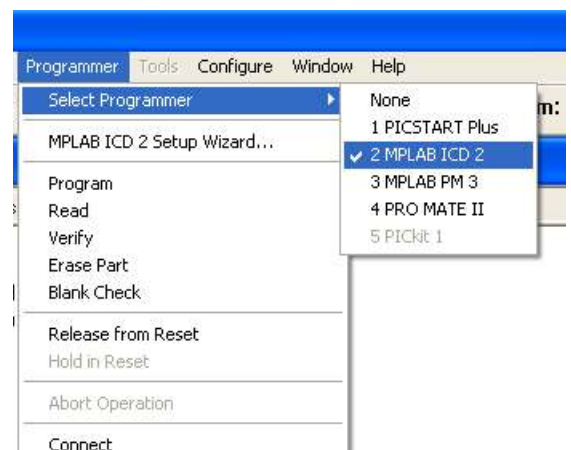 Programmer Tools Configure Window Help
Select Programmer
None
m:
1 PICSTART Plus
MPLAB ICD 2 Setup Wizard...
2 MPLAB ICD 2
Program
3 MPLAB PM 3
Read
4 PRO MATE II
Verify
5 PICkit 1
Erase Part
Blank Check
Release from Reset
Hold in Reset
Abort Operation
Connect